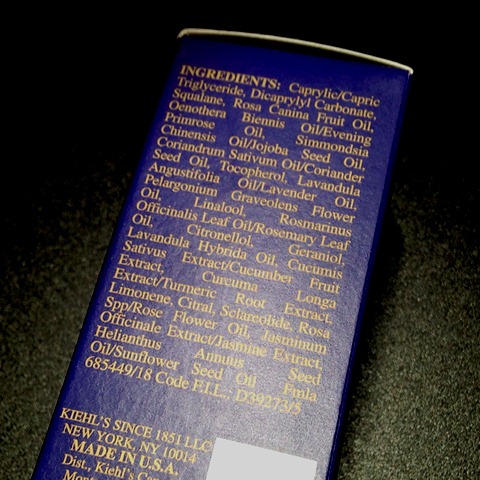 INGREDIENTS: Caprylic/Capric
Triglyceride, Dicaprylyl Carbonate,
Squalane, Rosa Canina Fruit Oil,
Oenothera Biennis Oil/Evening
Primrose Oil, Simmondsia
Chinensis Oil/Jojoba Seed Oil,
Coriandrum Sativum Oil/Coriander
Seed Oil, Tocopherol, Lavandula
Angustifolia Oil/Lavender Oil,
Pelargonium Graveolens Flower
Oil, Linalool, Rosmarinus
Officinalis Leaf Oil/Rosemary Leaf
Oil, Citronellol, Geraniol,
Lavandula Hybrida Oil, Cucumis
Sativus Extract/Cucumber Fruit
Extract, Curcuma Longa
Extract/Turmeric Root Extract,
Limonene, Citral, Sclareolide, Rosa
Spp/Rose Flower Oil, Jasminum
Officinale Extract/Jasmine Extract,
Helianthus Annuus Seed
Oil/Sunflower Seed Oil Fmla
685449/18 Code F.I.L.: D39273/5
KIEHL'S SINCE 1851 LLC
NEW YORK, NY 10014
MADE IN U.S.A.
Dist., Kiehl's